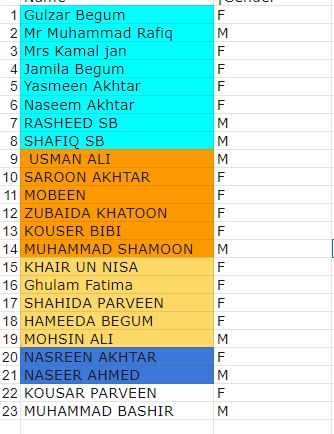 Name Gender
1 Gulzar Begum F
2 Mr Muhammad Rafiq M
3 Mrs Kamal jan F
4 Jamila Begum F
5 Yasmeen Akhtar F
6 Naseem Akhtar F
7 RASHEED SB M
8 SHAFIQ SB M
9 USMAN ALI M
10 SAROON AKHTAR F
11 MOBEEN F
12 ZUBAIDA KHATOON F
13 KOUSER BIBI F
14 MUHAMMAD SHAMOON M
15 KHAIR UN NISA F
16 Ghulam Fatima F
17 SHAHIDA PARVEEN F
18 HAMEEDA BEGUM F
19 MOHSIN ALI M
20 NASREEN AKHTAR F
21 NASEER AHMED M
22 KOUSAR PARVEEN F
23 MUHAMMAD BASHIR M